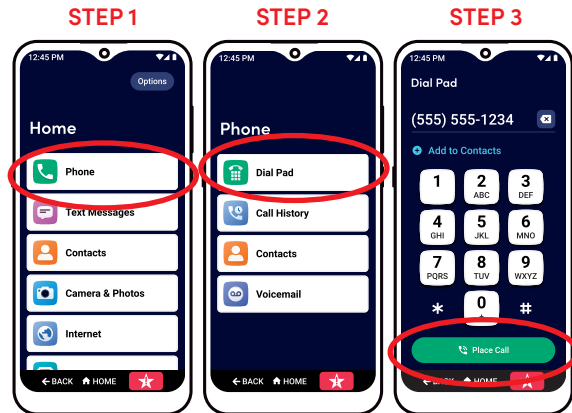 STEP 1
12:45 PM
Options
Home
Phone
Text Messages
Contacts
Camera & Photos
Internet
BACK HOME
STEP 2
12:45 PM
Phone
Dial Pad
Call History
Contacts
Voicemail
BACK HOME
STEP 3
12:45 PM
Dial Pad
(555) 555-1234
Add to Contacts
1 2 3
ABC DEF
4 5 6
GHI JKL MNO
7 8 9
PQRS TUV WXYZ
* 0 #
+
Place Call
BACK HOME